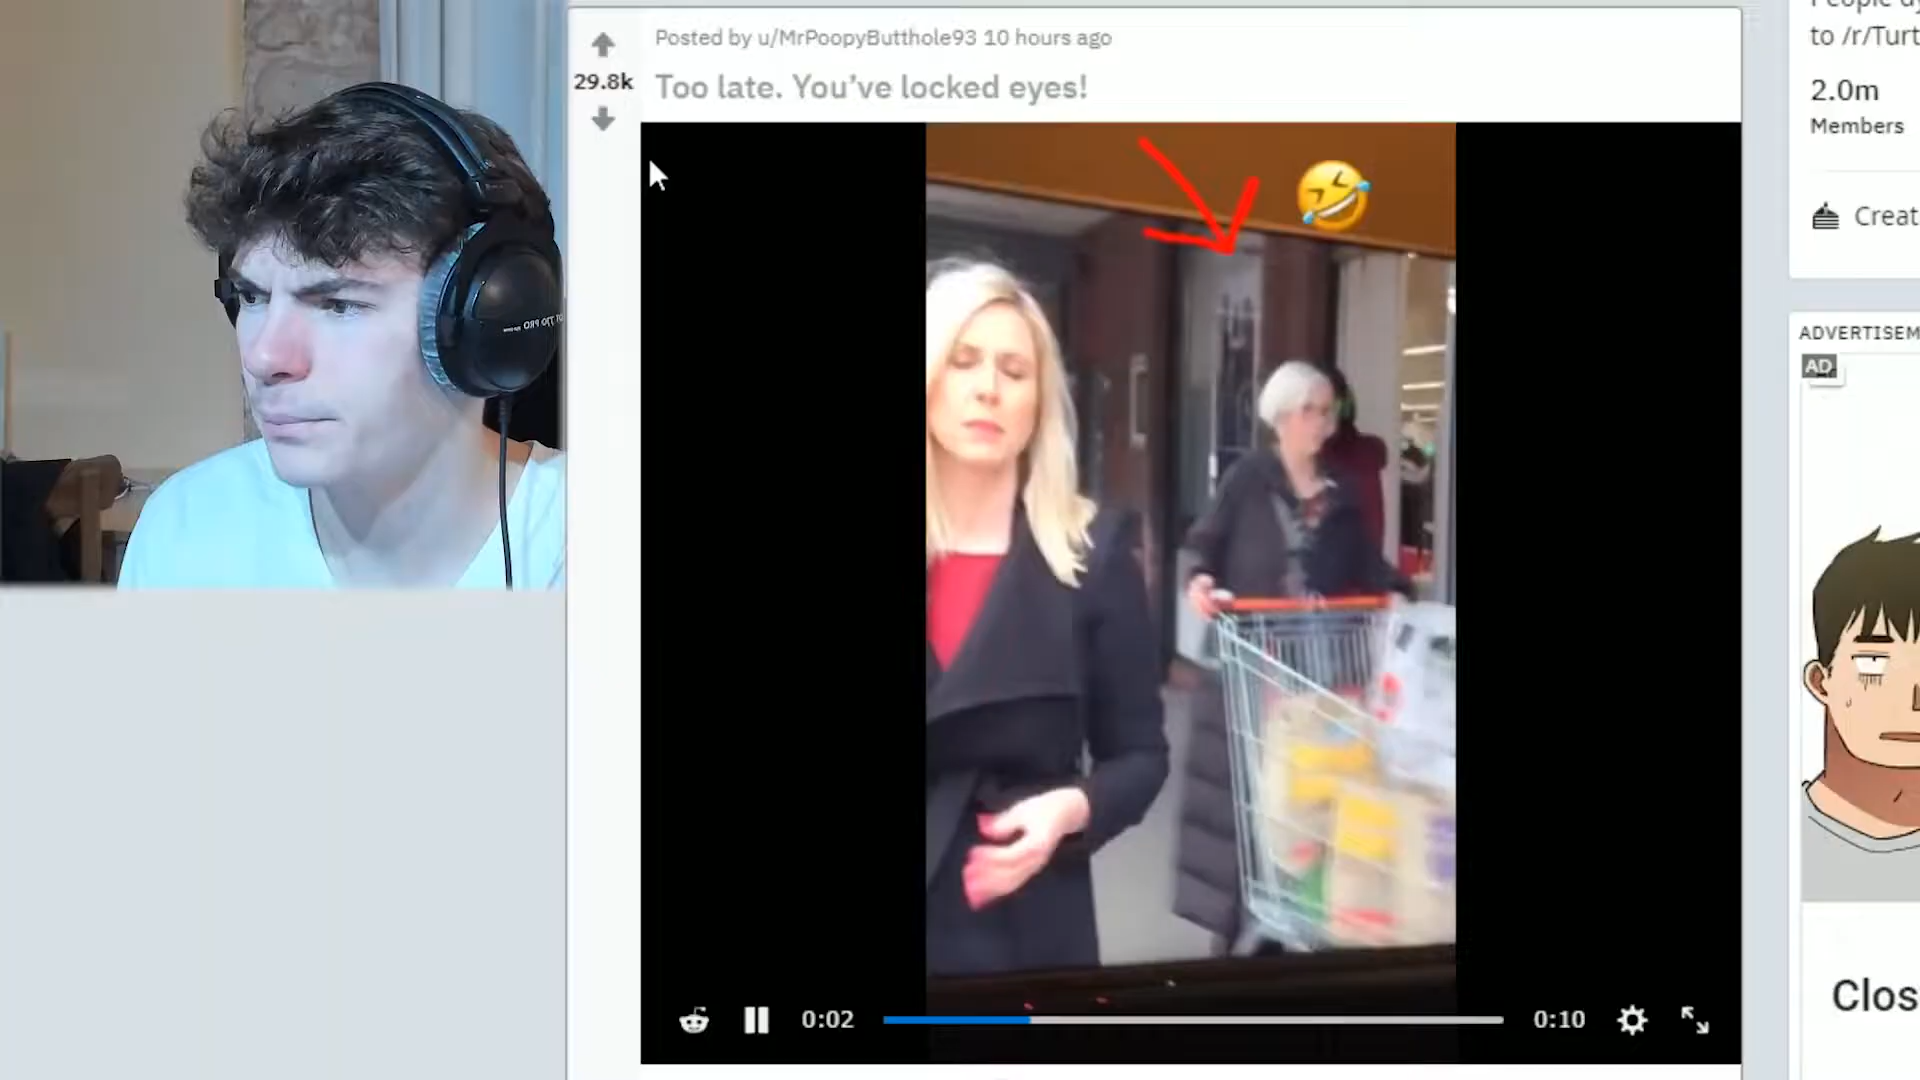 Posted by u/MrPoopyButthole93 10 hours ago
29.8k
Too late. You've locked eyes!
to /r/Turt
2.0m
Members
Creat
ADVERTISEM
AD
Clos
0:02
0:10